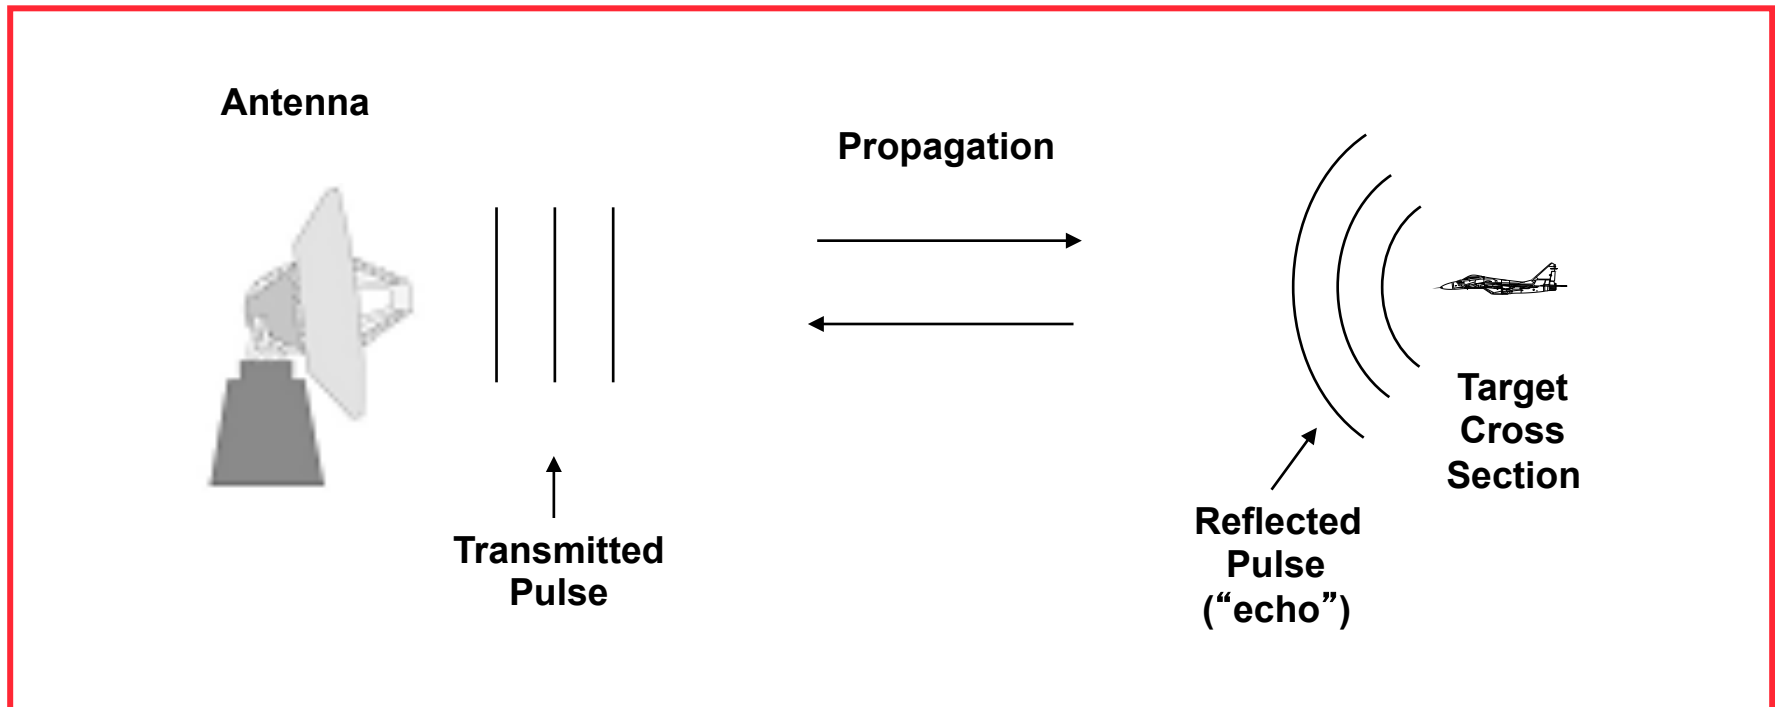 Antenna
Propagation
Transmitted
Pulse
Target
Cross
Section
Reflected
Pulse
(“echo”)